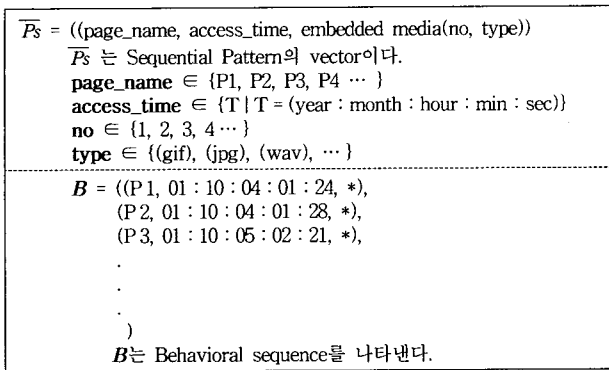 P̅s̅ = ((page_name, access_time, embedded media(no, type))
P̅s̅ 는 Sequential Pattern의 vector이다.
page_name ∈ {P1, P2, P3, P4 ⋯ }
access_time ∈ {T | T = (year : month : hour : min : sec)}
no ∈ {1, 2, 3, 4 ⋯ }
type ∈ {(gif), (jpg), (wav), ⋯ }
B = ((P 1, 01 : 10 : 04 : 01 : 24, *),
(P 2, 01 : 10 : 04 : 01 : 28, *),
(P 3, 01 : 10 : 05 : 02 : 21, *),
.
.
.
)
B는 Behavioral sequence를 나타낸다.